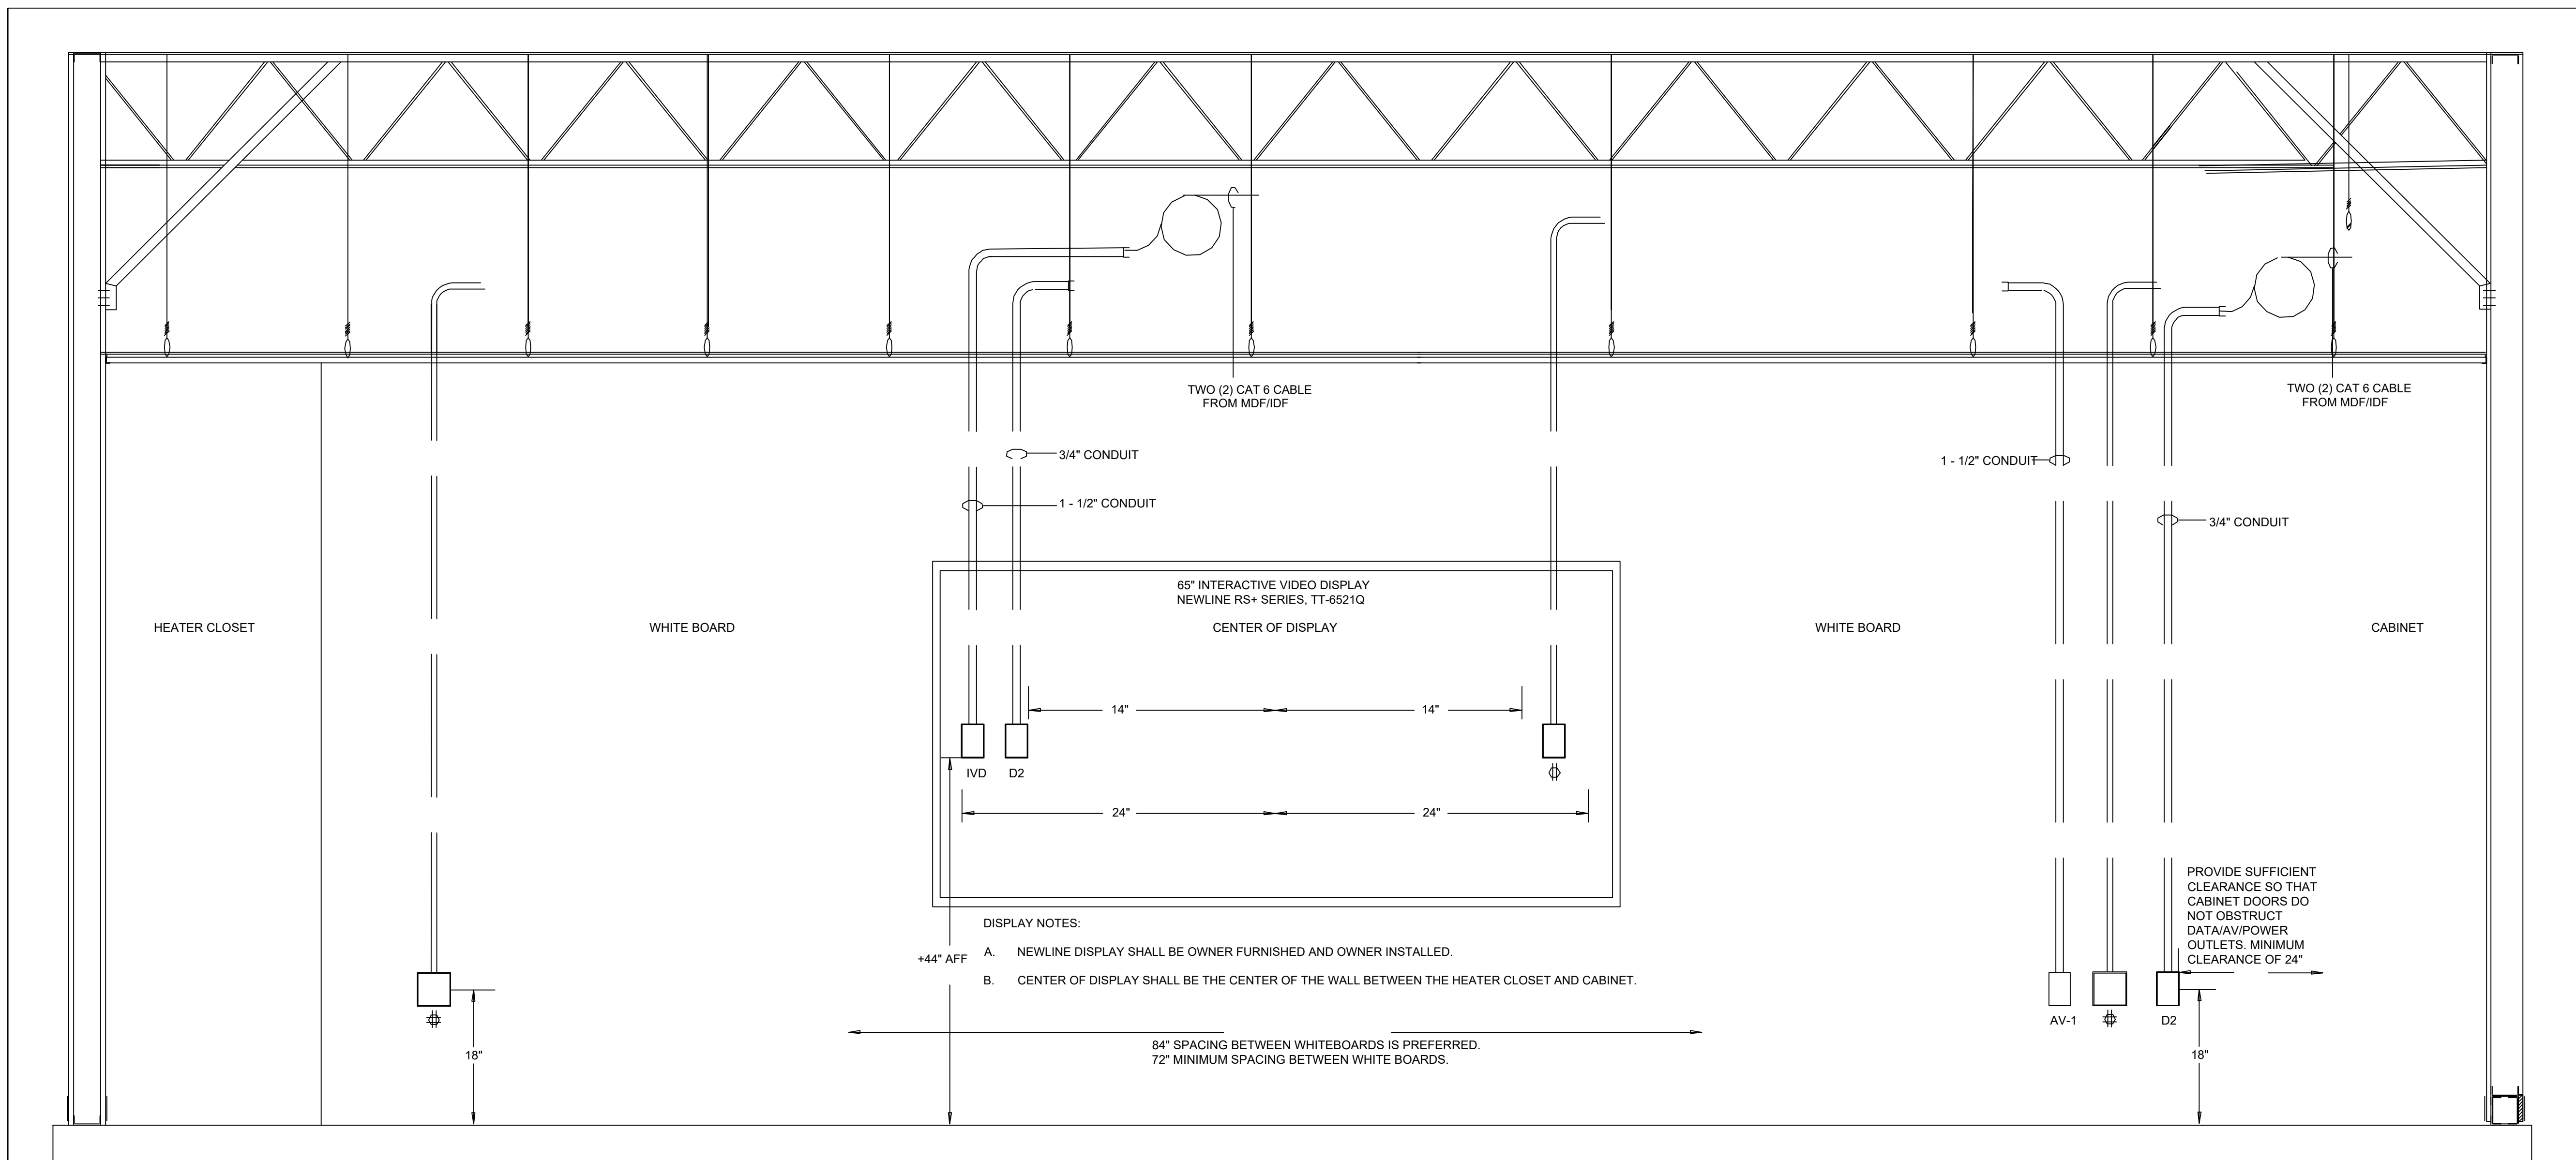 TWO (2) CAT 6 CABLE
FROM MDF/IDF
TWO (2) CAT 6 CABLE
FROM MDF/IDF
3/4" CONDUIT
1 - 1/2" CONDUIT
1 - 1/2" CONDUIT
3/4" CONDUIT
65" INTERACTIVE VIDEO DISPLAY
NEWLINE RS+ SERIES, TT-6521Q
HEATER CLOSET
WHITE BOARD
CENTER OF DISPLAY
WHITE BOARD
CABINET
14"
14"
IVD
D2
24"
24"
PROVIDE SUFFICIENT
CLEARANCE SO THAT
CABINET DOORS DO
NOT OBSTRUCT
DATA/AV/POWER
OUTLETS. MINIMUM
CLEARANCE OF 24"
DISPLAY NOTES:
+44" AFF
A. NEWLINE DISPLAY SHALL BE OWNER FURNISHED AND OWNER INSTALLED.
B. CENTER OF DISPLAY SHALL BE THE CENTER OF THE WALL BETWEEN THE HEATER CLOSET AND CABINET.
AV-1
D2
84" SPACING BETWEEN WHITEBOARDS IS PREFERRED.
72" MINIMUM SPACING BETWEEN WHITE BOARDS.
18"
18"